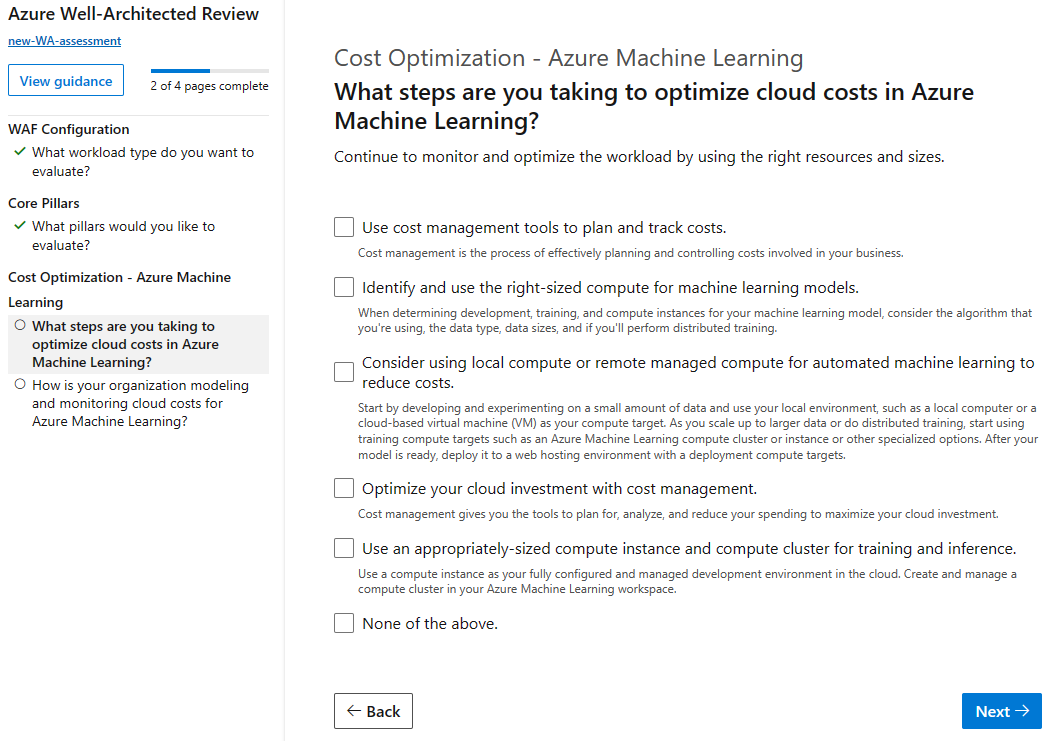 Azure Well-Architected Review
new-WA-assessment
View guidance
2 of 4 pages complete
WAF Configuration
What workload type do you want to
evaluate?
Core Pillars
What pillars would you like to
evaluate?
Cost Optimization - Azure Machine
Learning
What steps are you taking to
optimize cloud costs in Azure
Machine Learning?
How is your organization modeling
and monitoring cloud costs for
Azure Machine Learning?
Cost Optimization - Azure Machine Learning
What steps are you taking to optimize cloud costs in Azure
Machine Learning?
Continue to monitor and optimize the workload by using the right resources and sizes.
Use cost management tools to plan and track costs.
Cost management is the process of effectively planning and controlling costs involved in your business.
Identify and use the right-sized compute for machine learning models.
When determining development, training, and compute instances for your machine learning model, consider the algorithm that
you're using, the data type, data sizes, and if you'll perform distributed training.
Consider using local compute or remote managed compute for automated machine learning to
reduce costs.
Start by developing and experimenting on a small amount of data and use your local environment, such as a local computer or a
cloud-based virtual machine (VM) as your compute target. As you scale up to larger data or do distributed training, start using
training compute targets such as an Azure Machine Learning compute cluster or instance or other specialized options. After your
model is ready, deploy it to a web hosting environment with a deployment compute targets.
Optimize your cloud investment with cost management.
Cost management gives you the tools to plan for, analyze, and reduce your spending to maximize your cloud investment.
Use an appropriately-sized compute instance and compute cluster for training and inference.
Use a compute instance as your fully configured and managed development environment in the cloud. Create and manage a
compute cluster in your Azure Machine Learning workspace.
None of the above.
← Back
Next →